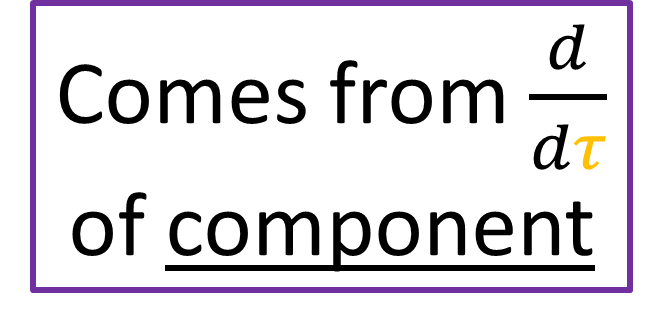 Comes from d/dτ
of component